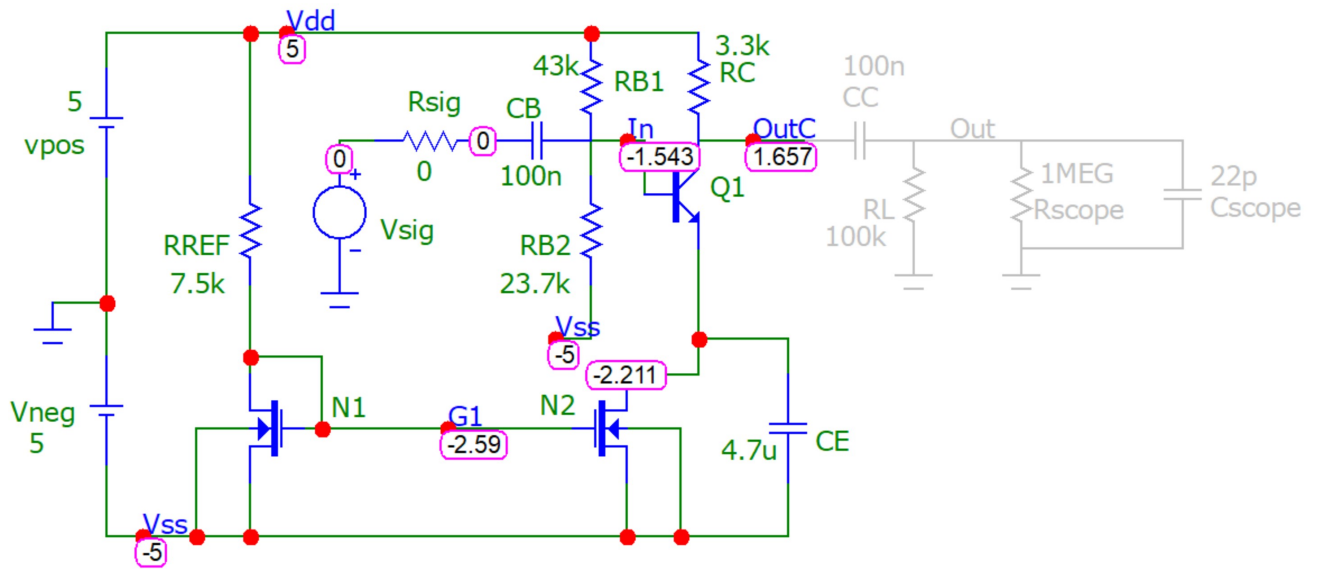 Vdd
5
3.3k
RC
43k
RB1
100n
CC
5
vpos
Rsig
0
CB
100n
0
0
+
-
Vsig
In
-1.543
OutC
1.657
Out
Q1
RREF
7.5k
RB2
23.7k
RL
100k
1MEG
Rscope
22p
Cscope
Vss
-5
-2.211
Vneg
5
N1
G1
-2.59
N2
4.7u
CE
Vss
-5